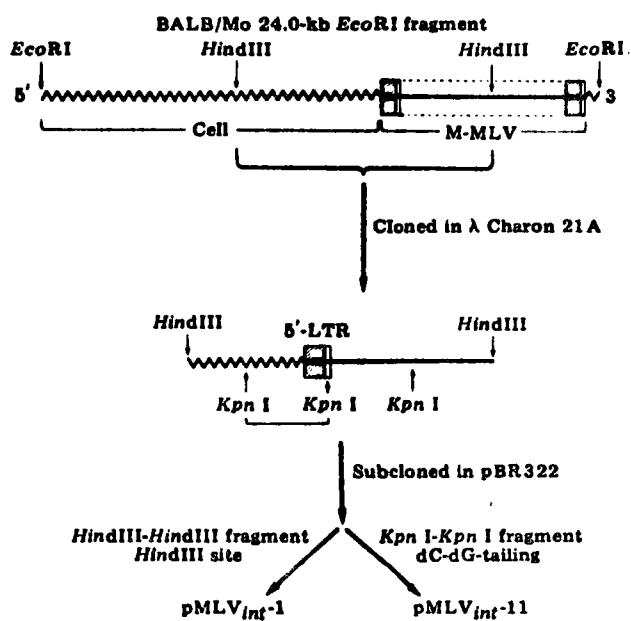 BALB/Mo 24.0-kb EcoRI fragment
EcoRI HindIII HindIII EcoRI
5' 3
Cell M-MLV
Cloned in λ Charon 21A
HindIII 5'-LTR HindIII
Kpn I Kpn I Kpn I
Subcloned in pBR322
HindIII-HindIII fragment Kpn I-Kpn I fragment
HindIII site dC-dG-tailing
pMLVint-1 pMLVint-11